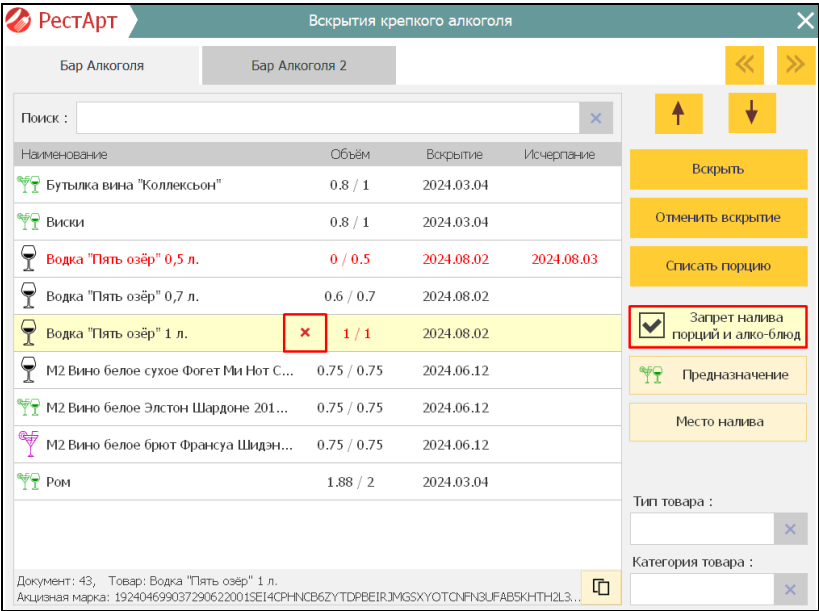 РестАрт
Вскрытия крепкого алкоголя
Бар Алкоголя
Бар Алкоголя 2
Поиск :
Наименование Объём Вскрытие Исчерпание
Бутылка вина "Коллексьон" 0.8 / 1 2024.03.04
Виски 0.8 / 1 2024.03.04
Водка "Пять озёр" 0,5 л. 0 / 0.5 2024.08.02 2024.08.03
Водка "Пять озёр" 0,7 л. 0.6 / 0.7 2024.08.02
Водка "Пять озёр" 1 л. 1 / 1 2024.08.02
М2 Вино белое сухое Фогет Ми Нот С... 0.75 / 0.75 2024.06.12
М2 Вино белое Элстон Шардоне 201... 0.75 / 0.75 2024.06.12
М2 Вино белое брют Франсуа Шидэн... 0.75 / 0.75 2024.06.12
Ром 1.88 / 2 2024.03.04
Документ: 43, Товар: Водка "Пять озёр" 1 л.
Акцизная марка: 192404699037290622001SEI4CPHNCB6ZYTDPBEIRJMGSXYOTCNFN3UFAB5KHTH2L3...
Вскрыть
Отменить вскрытие
Списать порцию
Запрет налива
порций и алко-блюд
Предназначение
Место налива
Тип товара :
Категория товара :